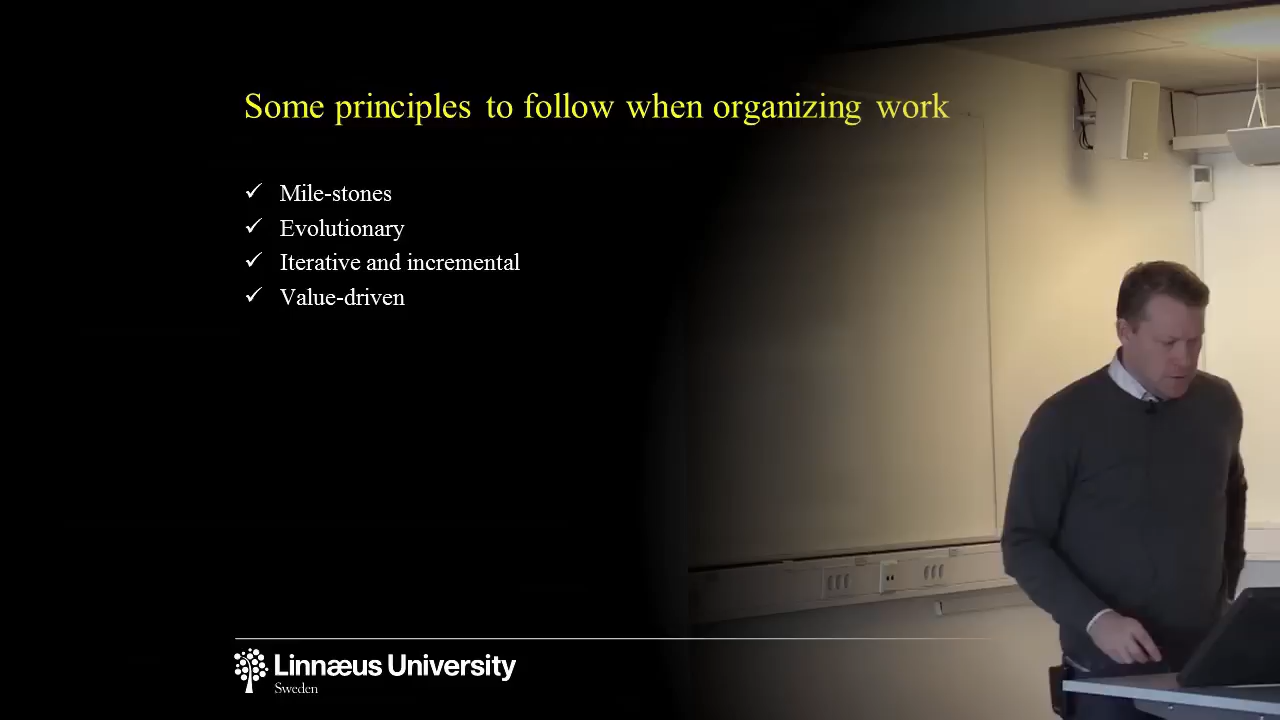 Some principles to follow when organizing work
Mile-stones
Evolutionary
Iterative and incremental
Value-driven
Linnæus University
Sweden